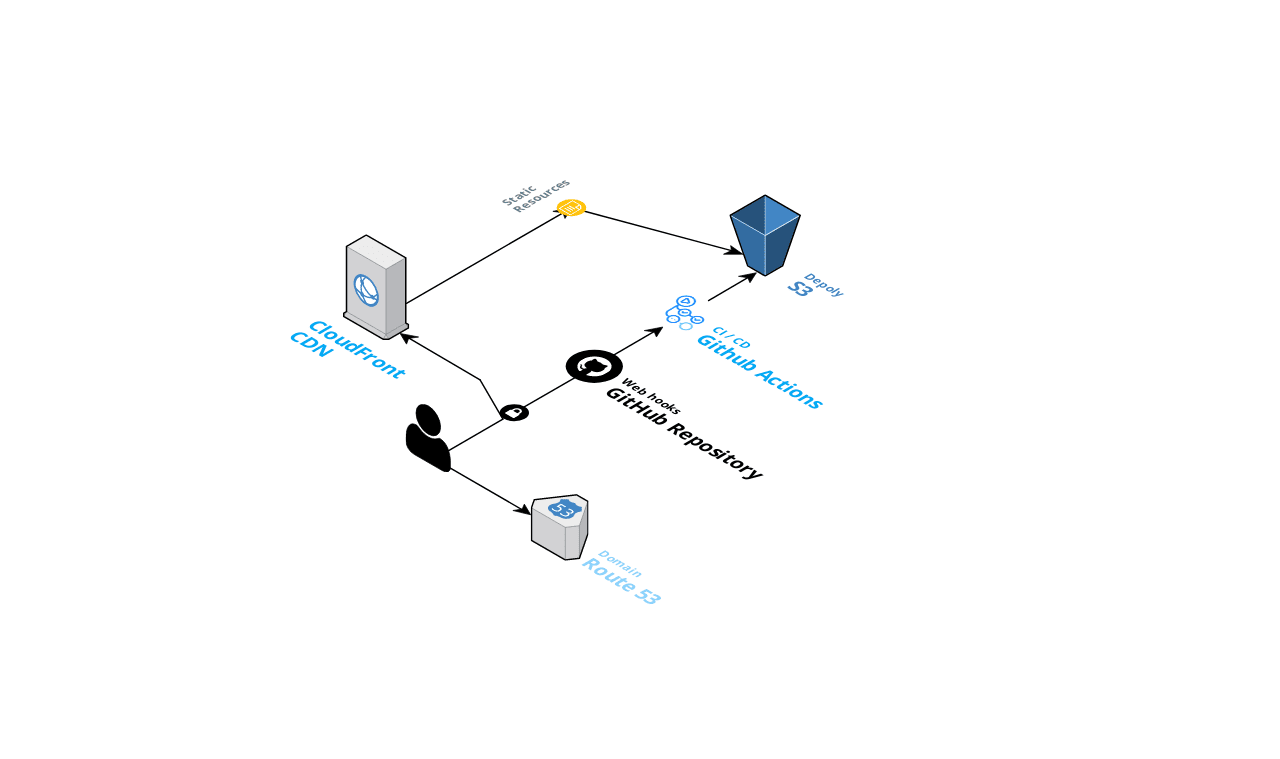 Static
Resources
Depoly
S3
CI / CD
Github Actions
CloudFront
CDN
Web hooks
GitHub Repository
53
Domain
Route 53